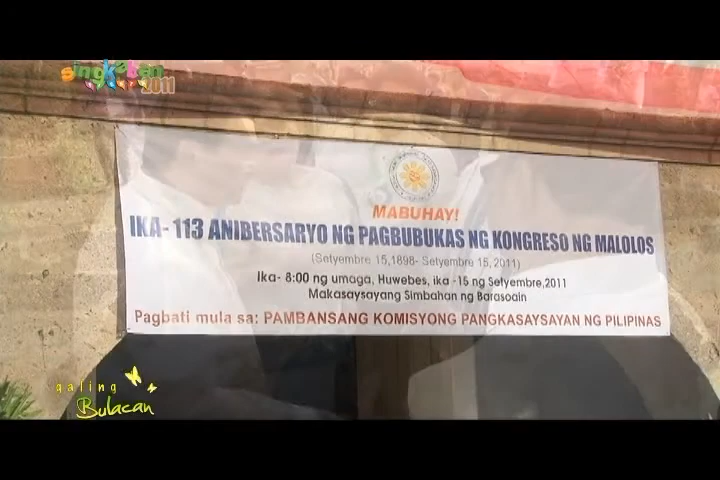 singkaban
2011
MABUHAY!
IKA- 113 ANIBERSARYO NG PAGBUBUKAS NG KONGRESO NG MALOLOS
(Setyembre 15,1898- Setyembre 15, 2011)
Ika- 8:00 ng umaga, Huwebes, ika -15 ng Setyembre,2011
Makasaysayang Simbahan ng Barasoain
Pagbati mula sa: PAMBANSANG KOMISYONG PANGKASAYSAYAN NG PILIPINAS
galing
Bulacan